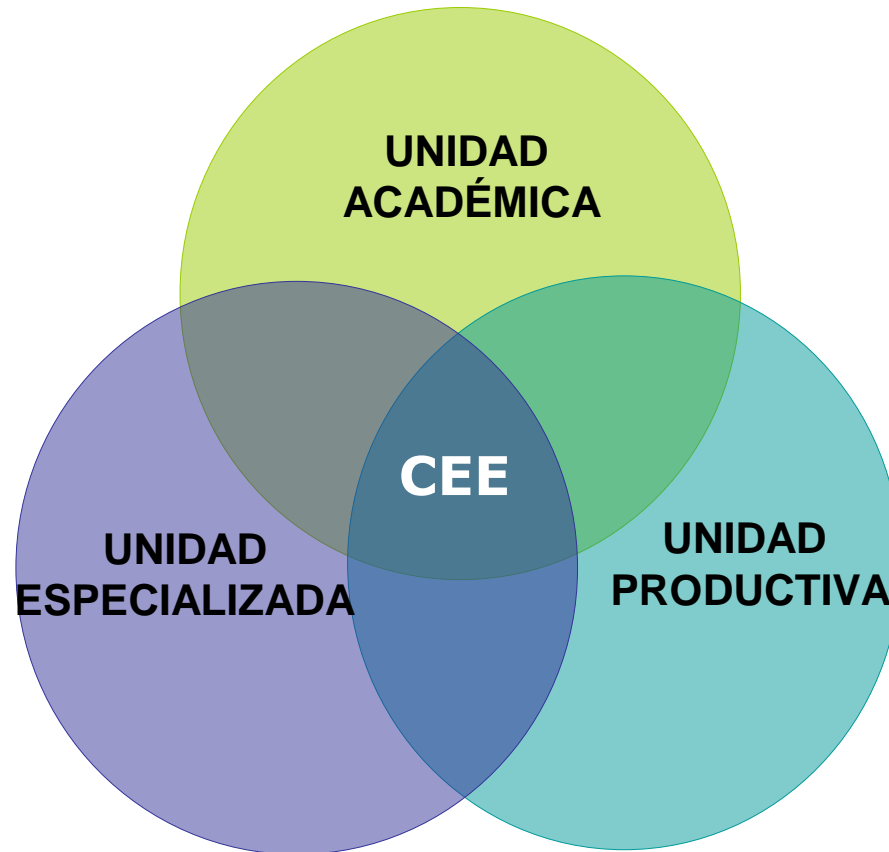 UNIDAD
ACADÉMICA
CEE
UNIDAD
ESPECIALIZADA
UNIDAD
PRODUCTIVA